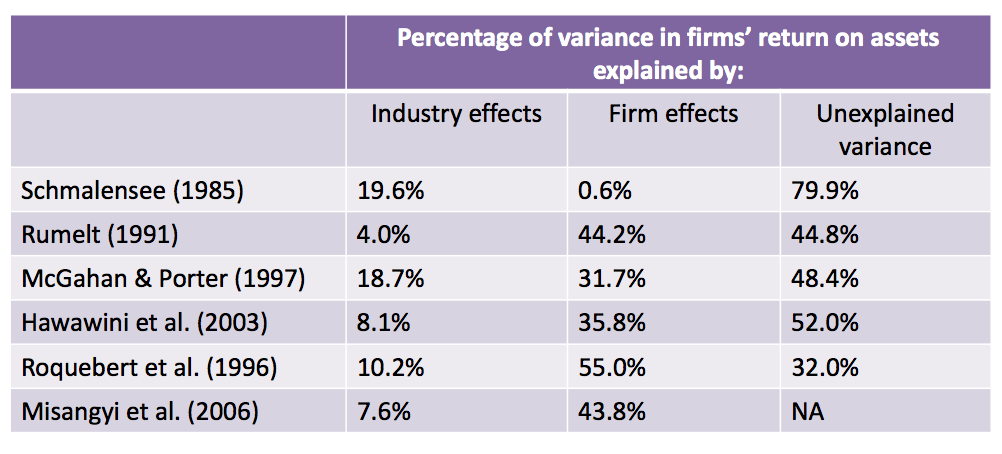 Percentage of variance in firms' return on assets
explained by:
Industry effects Firm effects Unexplained
variance
Schmalensee (1985) 19.6% 0.6% 79.9%
Rumelt (1991) 4.0% 44.2% 44.8%
McGahan & Porter (1997) 18.7% 31.7% 48.4%
Hawawini et al. (2003) 8.1% 35.8% 52.0%
Roquebert et al. (1996) 10.2% 55.0% 32.0%
Misangyi et al. (2006) 7.6% 43.8% NA